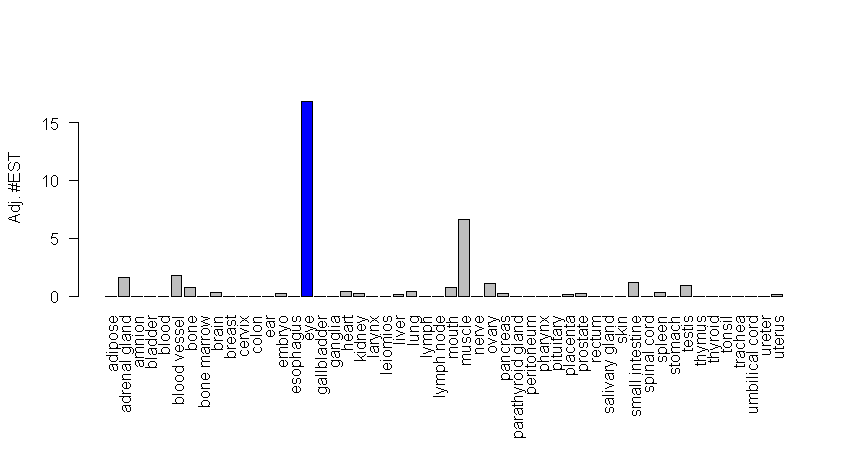 Adj. #EST
15
10
5
0
adipose
adrenal gland
amnion
bladder
blood
blood vessel
bone
bone marrow
brain
breast
cervix
colon
ear
embryo
esophagus
eye
gallbladder
ganglia
heart
kidney
larynx
leiomios
liver
lung
lymph
lymph node
mouth
muscle
nerve
ovary
pancreas
parathyroid gland
peritoneum
pharynx
pituitary
placenta
prostate
rectum
salivary gland
skin
small intestine
spinal cord
spleen
stomach
testis
thymus
thyroid
tonsil
trachea
umbilical cord
ureter
uterus